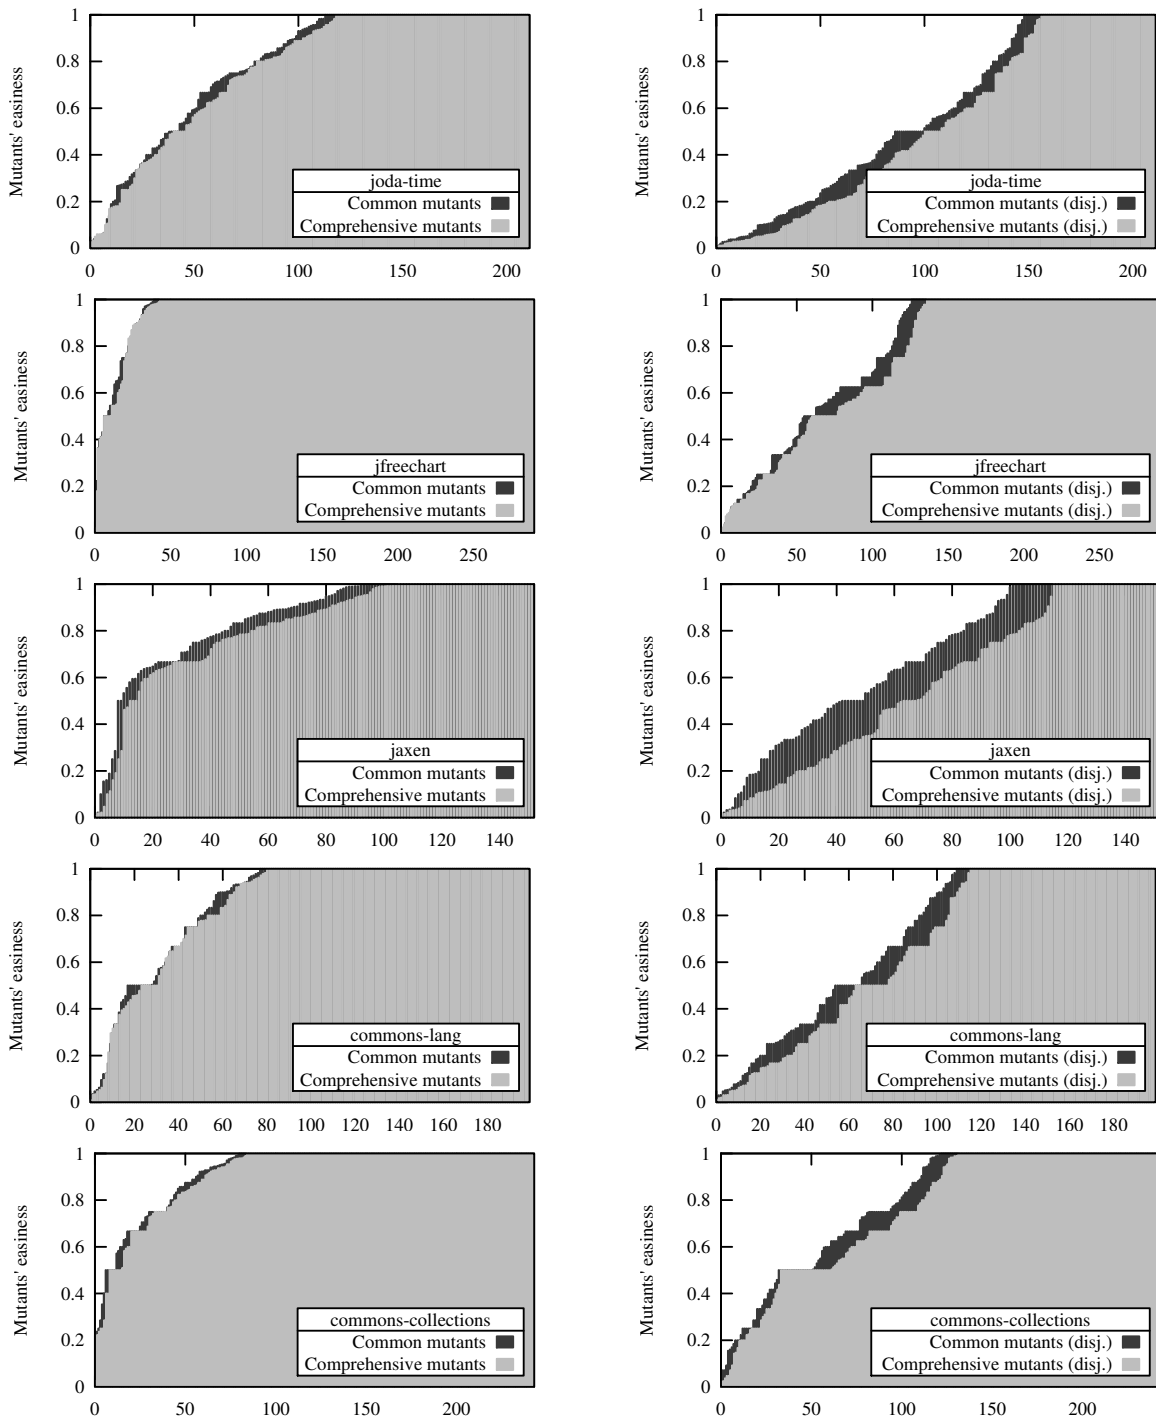 Mutants' easiness
1
0.8
0.6
0.4
0.2
0
joda-time
Common mutants
Comprehensive mutants
0 50 100 150 200
Mutants' easiness
1
0.8
0.6
0.4
0.2
0
joda-time
Common mutants (disj.)
Comprehensive mutants (disj.)
0 50 100 150 200
Mutants' easiness
1
0.8
0.6
0.4
0.2
0
jfreechart
Common mutants
Comprehensive mutants
0 50 100 150 200 250
Mutants' easiness
1
0.8
0.6
0.4
0.2
0
jfreechart
Common mutants (disj.)
Comprehensive mutants (disj.)
0 50 100 150 200 250
Mutants' easiness
1
0.8
0.6
0.4
0.2
0
jaxen
Common mutants
Comprehensive mutants
0 20 40 60 80 100 120 140
Mutants' easiness
1
0.8
0.6
0.4
0.2
0
jaxen
Common mutants (disj.)
Comprehensive mutants (disj.)
0 20 40 60 80 100 120 140
Mutants' easiness
1
0.8
0.6
0.4
0.2
0
commons-lang
Common mutants
Comprehensive mutants
0 20 40 60 80 100 120 140 160 180
Mutants' easiness
1
0.8
0.6
0.4
0.2
0
commons-lang
Common mutants (disj.)
Comprehensive mutants (disj.)
0 20 40 60 80 100 120 140 160 180
Mutants' easiness
1
0.8
0.6
0.4
0.2
0
commons-collections
Common mutants
Comprehensive mutants
0 50 100 150 200
Mutants' easiness
1
0.8
0.6
0.4
0.2
0
commons-collections
Common mutants (disj.)
Comprehensive mutants (disj.)
0 50 100 150 200